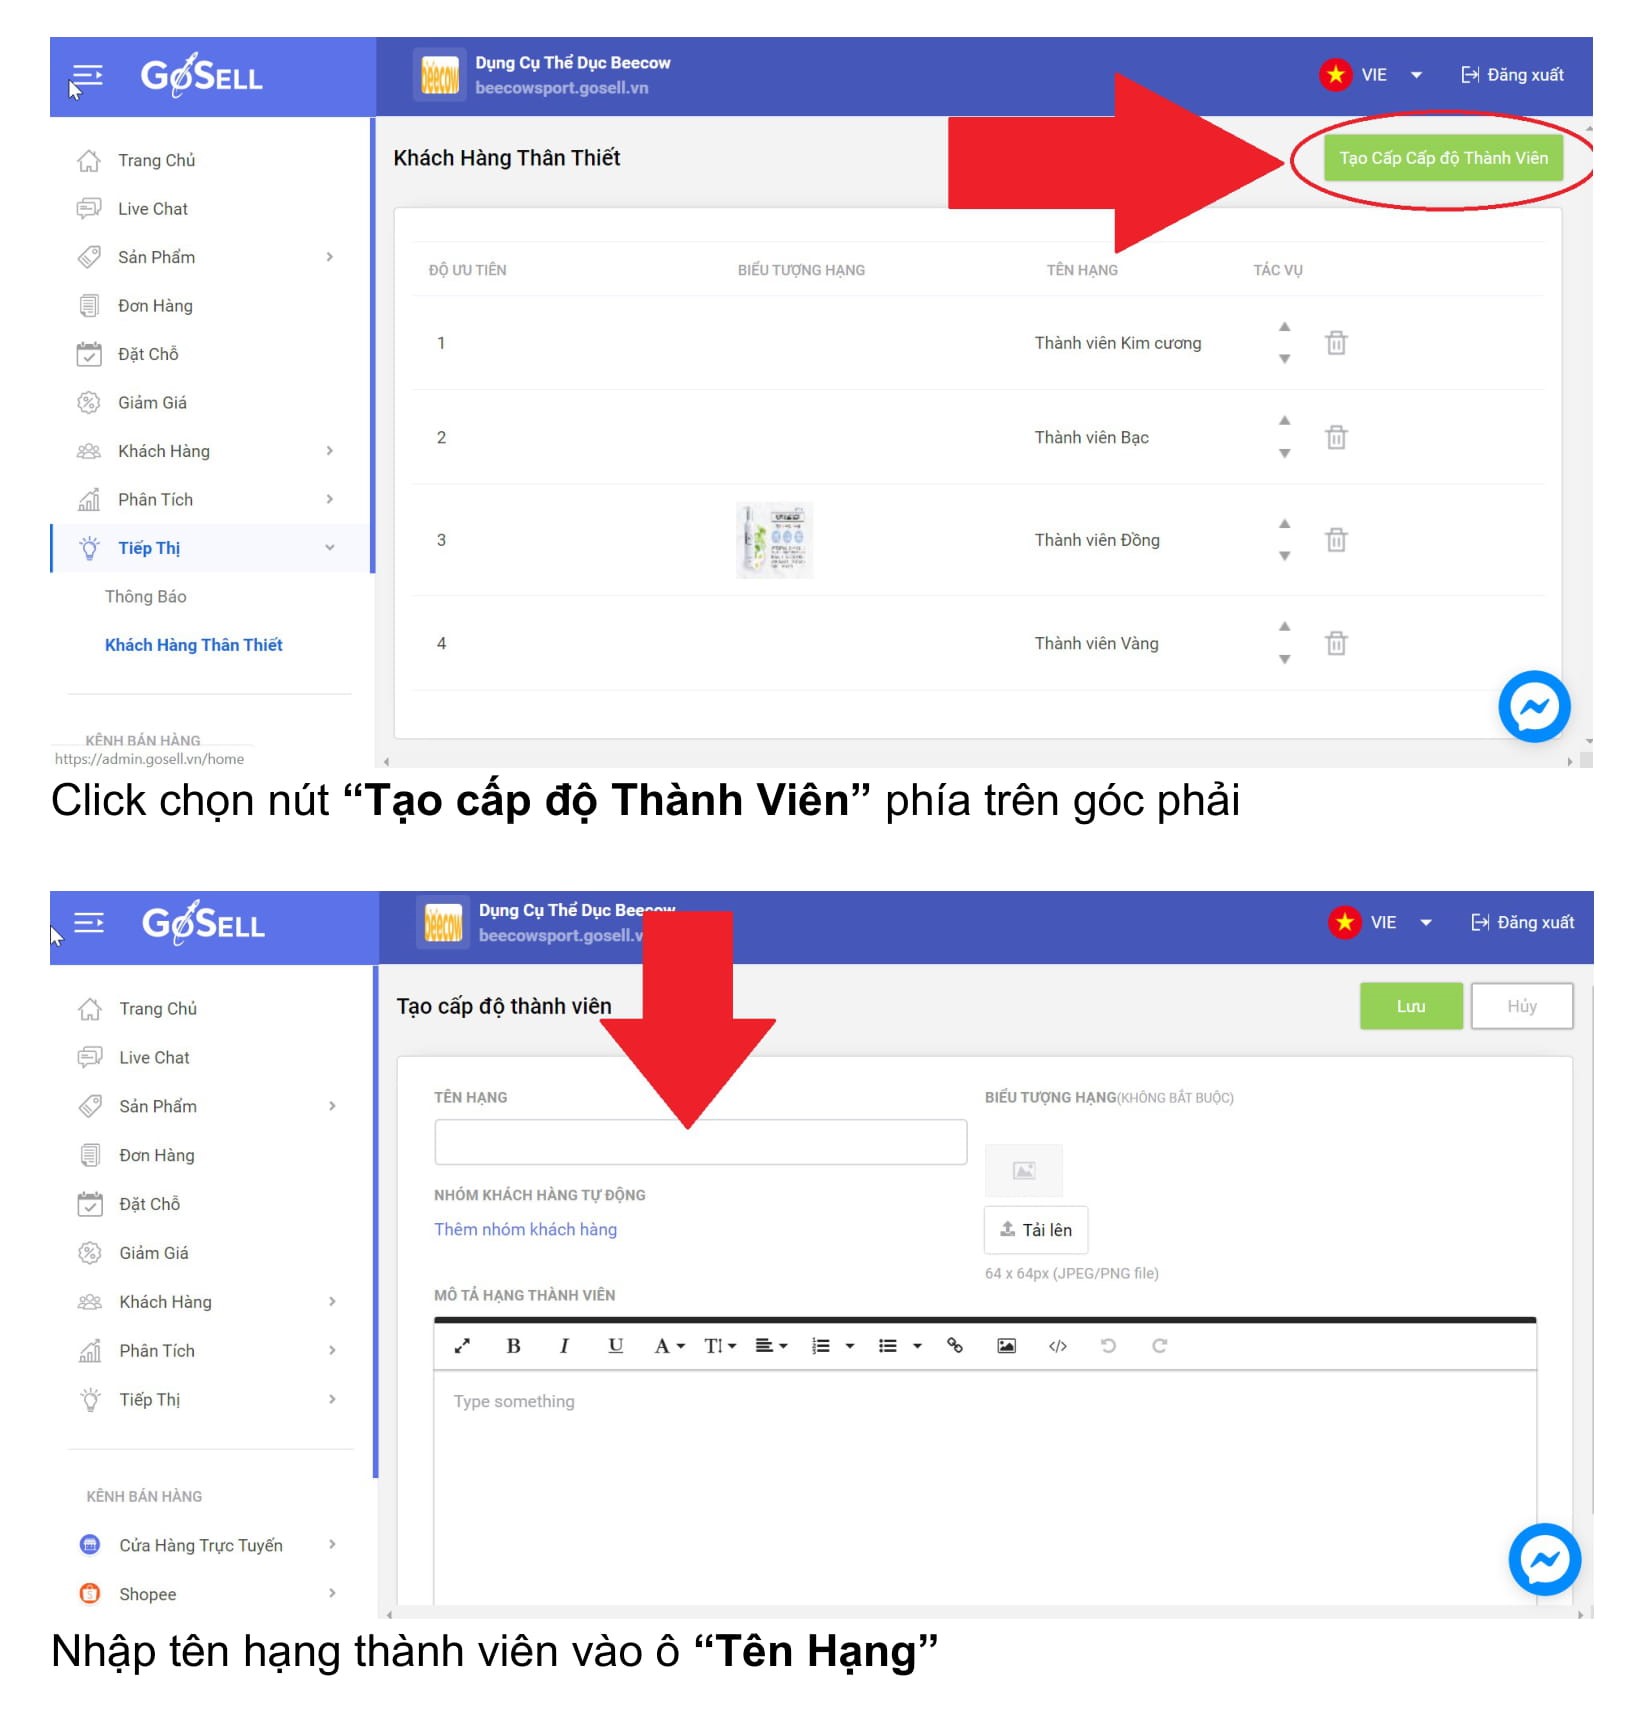 GoSELL
Dụng Cụ Thể Dục Beecow
beecowsport.gosell.vn
VIE
Đăng xuất
Trang Chủ
Live Chat
Sản Phẩm
Đơn Hàng
Đặt Chỗ
Giảm Giá
Khách Hàng
Phân Tích
Tiếp Thị
Thông Báo
Khách Hàng Thân Thiết
KÊNH BÁN HÀNG
https://admin.gosell.vn/home
Khách Hàng Thân Thiết
Tạo Cấp Cấp độ Thành Viên
ĐỘ ƯU TIÊN BIỂU TƯỢNG HẠNG TÊN HẠNG TÁC VỤ
1 Thành viên Kim cương
2 Thành viên Bạc
3 Thành viên Đồng
4 Thành viên Vàng
Click chọn nút “Tạo cấp độ Thành Viên” phía trên góc phải
GoSELL
Dụng Cụ Thể Dục Beecow
beecowsport.gosell.v
VIE
Đăng xuất
Trang Chủ
Live Chat
Sản Phẩm
Đơn Hàng
Đặt Chỗ
Giảm Giá
Khách Hàng
Phân Tích
Tiếp Thị
KÊNH BÁN HÀNG
Cửa Hàng Trực Tuyến
Shopee
Tạo cấp độ thành viên
Lưu
Hủy
TÊN HẠNG
BIỂU TƯỢNG HẠNG(KHÔNG BẮT BUỘC)
NHÓM KHÁCH HÀNG TỰ ĐỘNG
Thêm nhóm khách hàng
Tải lên
64 x 64px (JPEG/PNG file)
MÔ TẢ HẠNG THÀNH VIÊN
B I U A T
Type something
Nhập tên hạng thành viên vào ô “Tên Hạng”